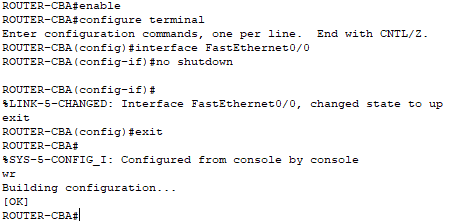 ROUTER-CBA#enable
ROUTER-CBA#configure terminal
Enter configuration commands, one per line.  End with CNTL/Z.
ROUTER-CBA(config)#interface FastEthernet0/0
ROUTER-CBA(config-if)#no shutdown
ROUTER-CBA(config-if)#
%LINK-5-CHANGED: Interface FastEthernet0/0, changed state to up
exit
ROUTER-CBA(config)#exit
ROUTER-CBA#
%SYS-5-CONFIG_I: Configured from console by console
wr
Building configuration...
[OK]
ROUTER-CBA#